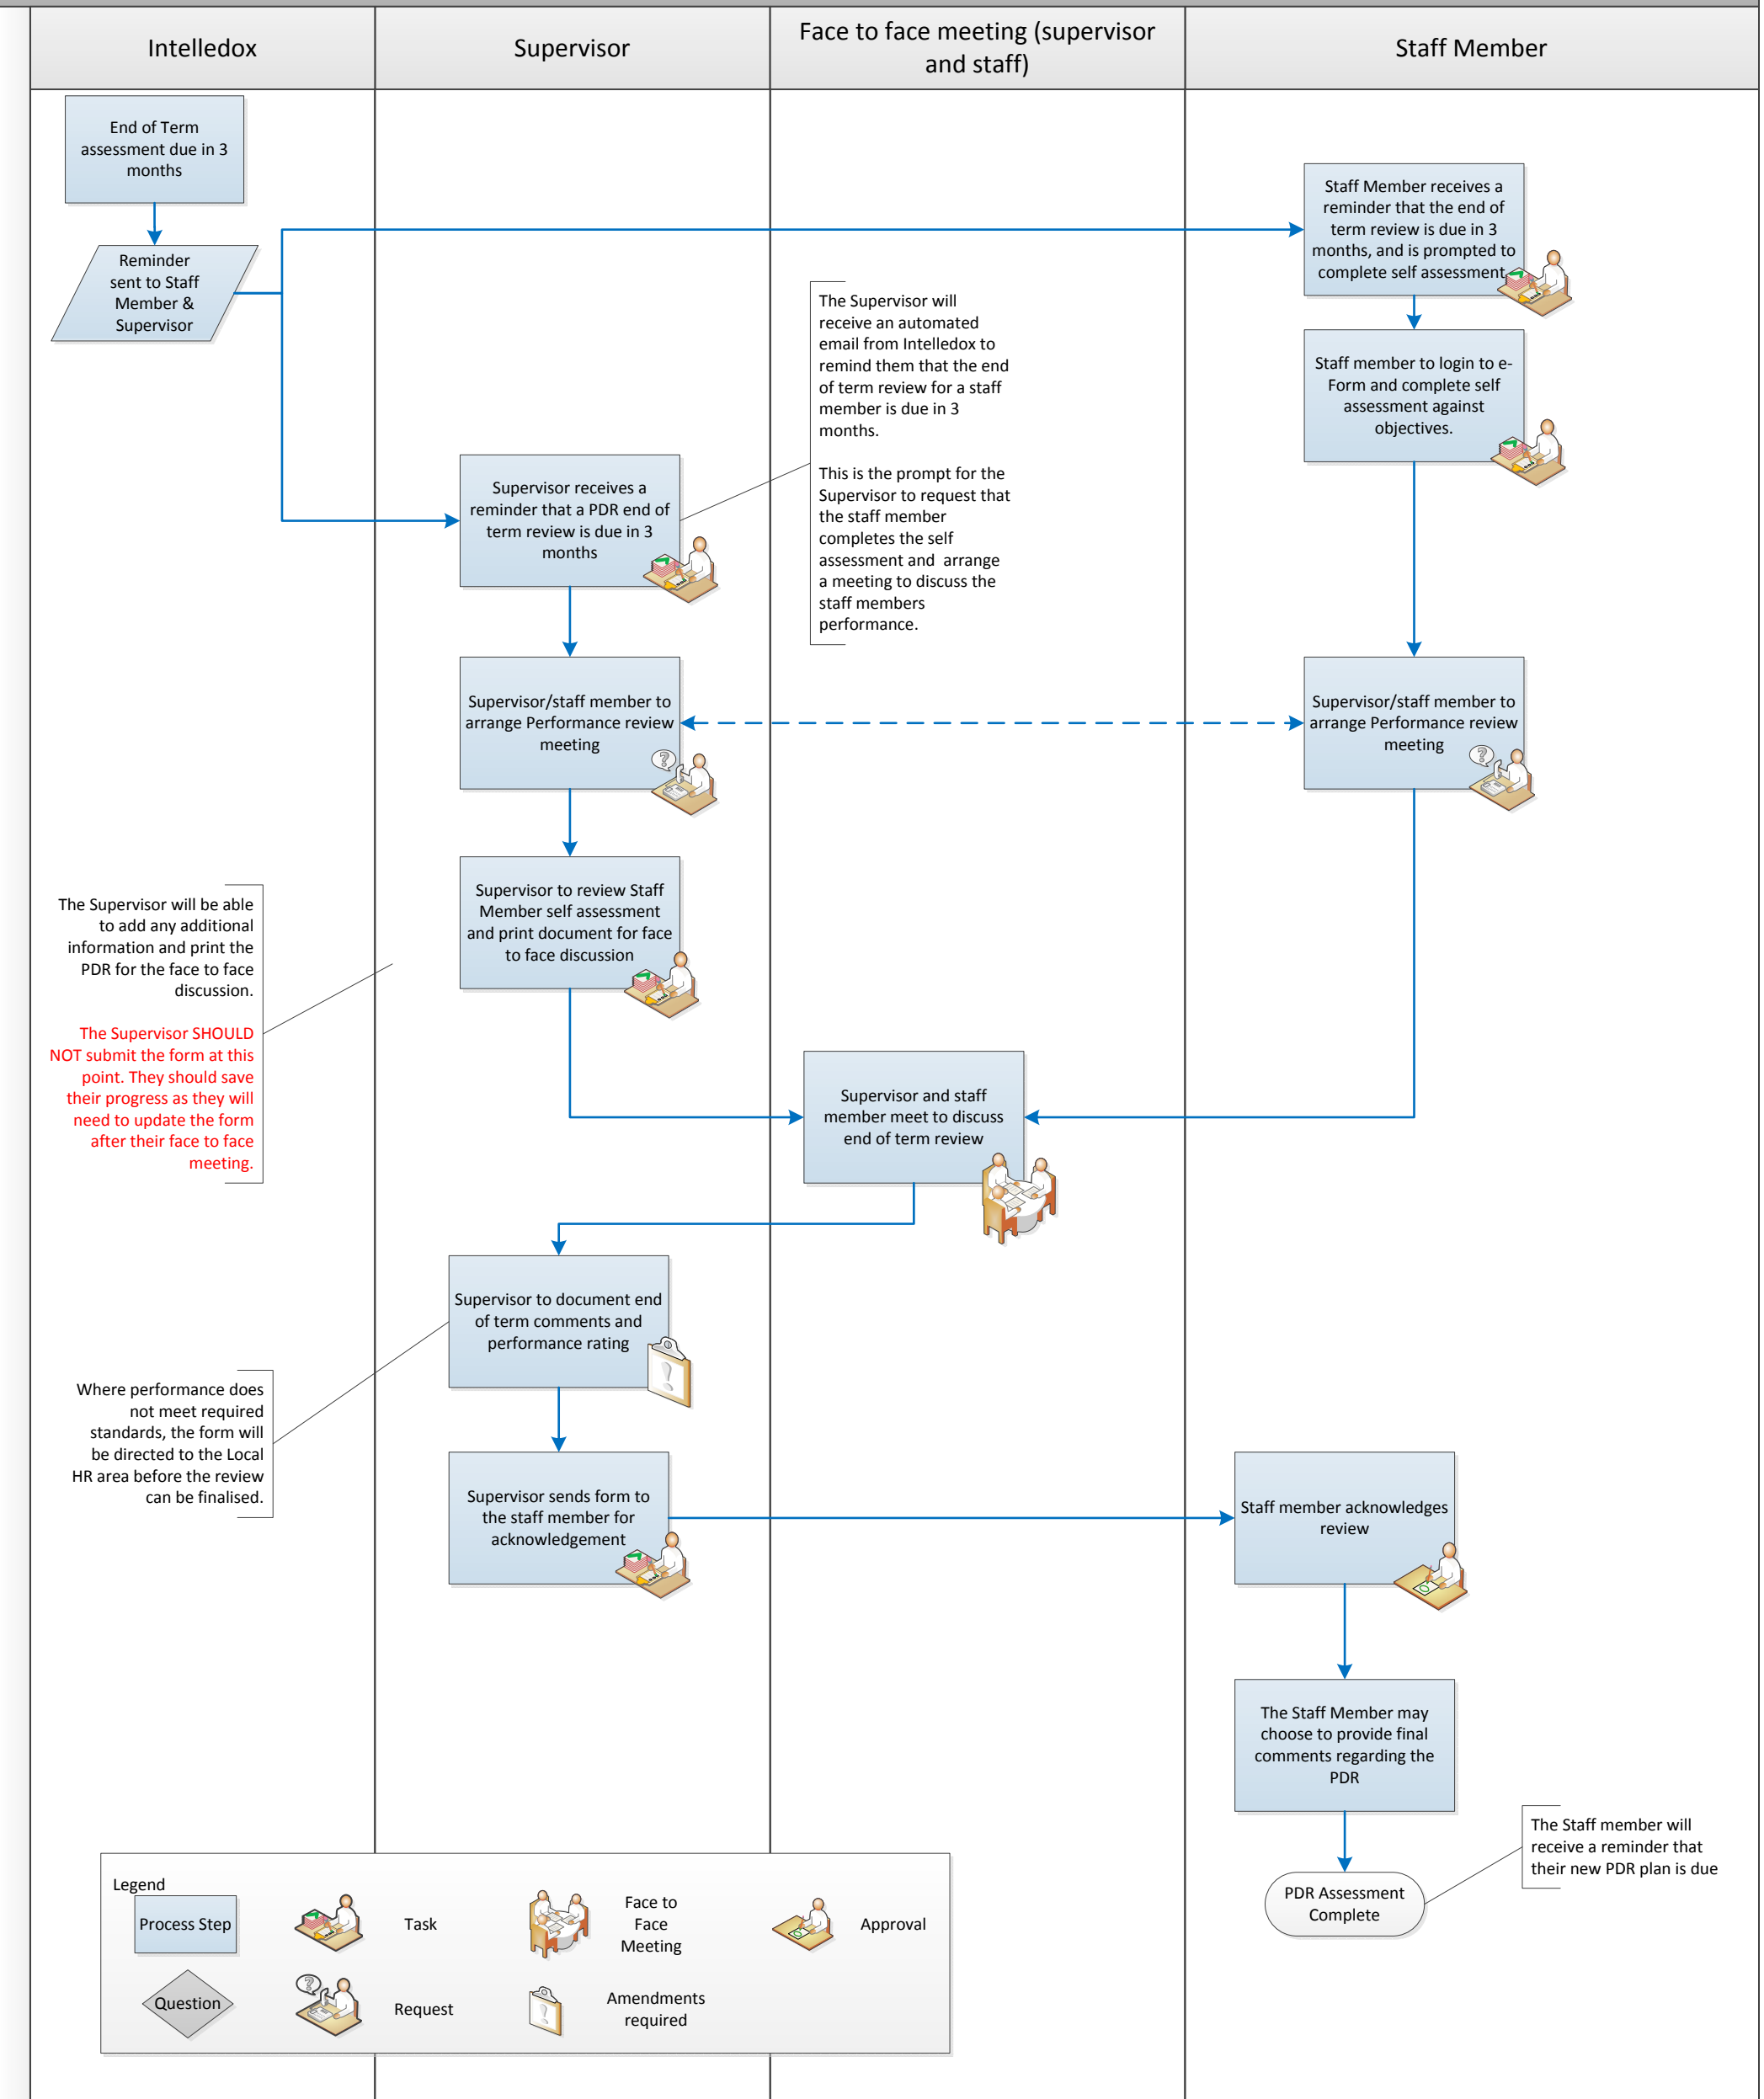 Intelledox
Supervisor
Face to face meeting (supervisor
and staff)
Staff Member
End of Term
assessment due in 3
months
Reminder
sent to Staff
Member &
Supervisor
Staff Member receives a
reminder that the end of
term review is due in 3
months, and is prompted to
complete self assessment
Staff member to login to e-
Form and complete self
assessment against
objectives.
The Supervisor will
receive an automated
email from Intelledox to
remind them that the end
of term review for a staff
member is due in 3
months.
This is the prompt for the
Supervisor to request that
the staff member
completes the self
assessment and  arrange
a meeting to discuss the
staff members
performance.
Supervisor receives a
reminder that a PDR end of
term review is due in 3
months
Supervisor/staff member to
arrange Performance review
meeting
Supervisor/staff member to
arrange Performance review
meeting
Supervisor to review Staff
Member self assessment
and print document for face
to face discussion
The Supervisor will be able
to add any additional
information and print the
PDR for the face to face
discussion.
The Supervisor SHOULD
NOT submit the form at this
point. They should save
their progress as they will
need to update the form
after their face to face
meeting.
Supervisor and staff
member meet to discuss
end of term review
Supervisor to document end
of term comments and
performance rating
Where performance does
not meet required
standards, the form will
be directed to the Local
HR area before the review
can be finalised.
Supervisor sends form to
the staff member for
acknowledgement
Staff member acknowledges
review
The Staff Member may
choose to provide final
comments regarding the
PDR
The Staff member will
receive a reminder that
their new PDR plan is due
PDR Assessment
Complete
Legend
Process Step
Task
Face to
Face
Meeting
Approval
Question
Request
Amendments
required